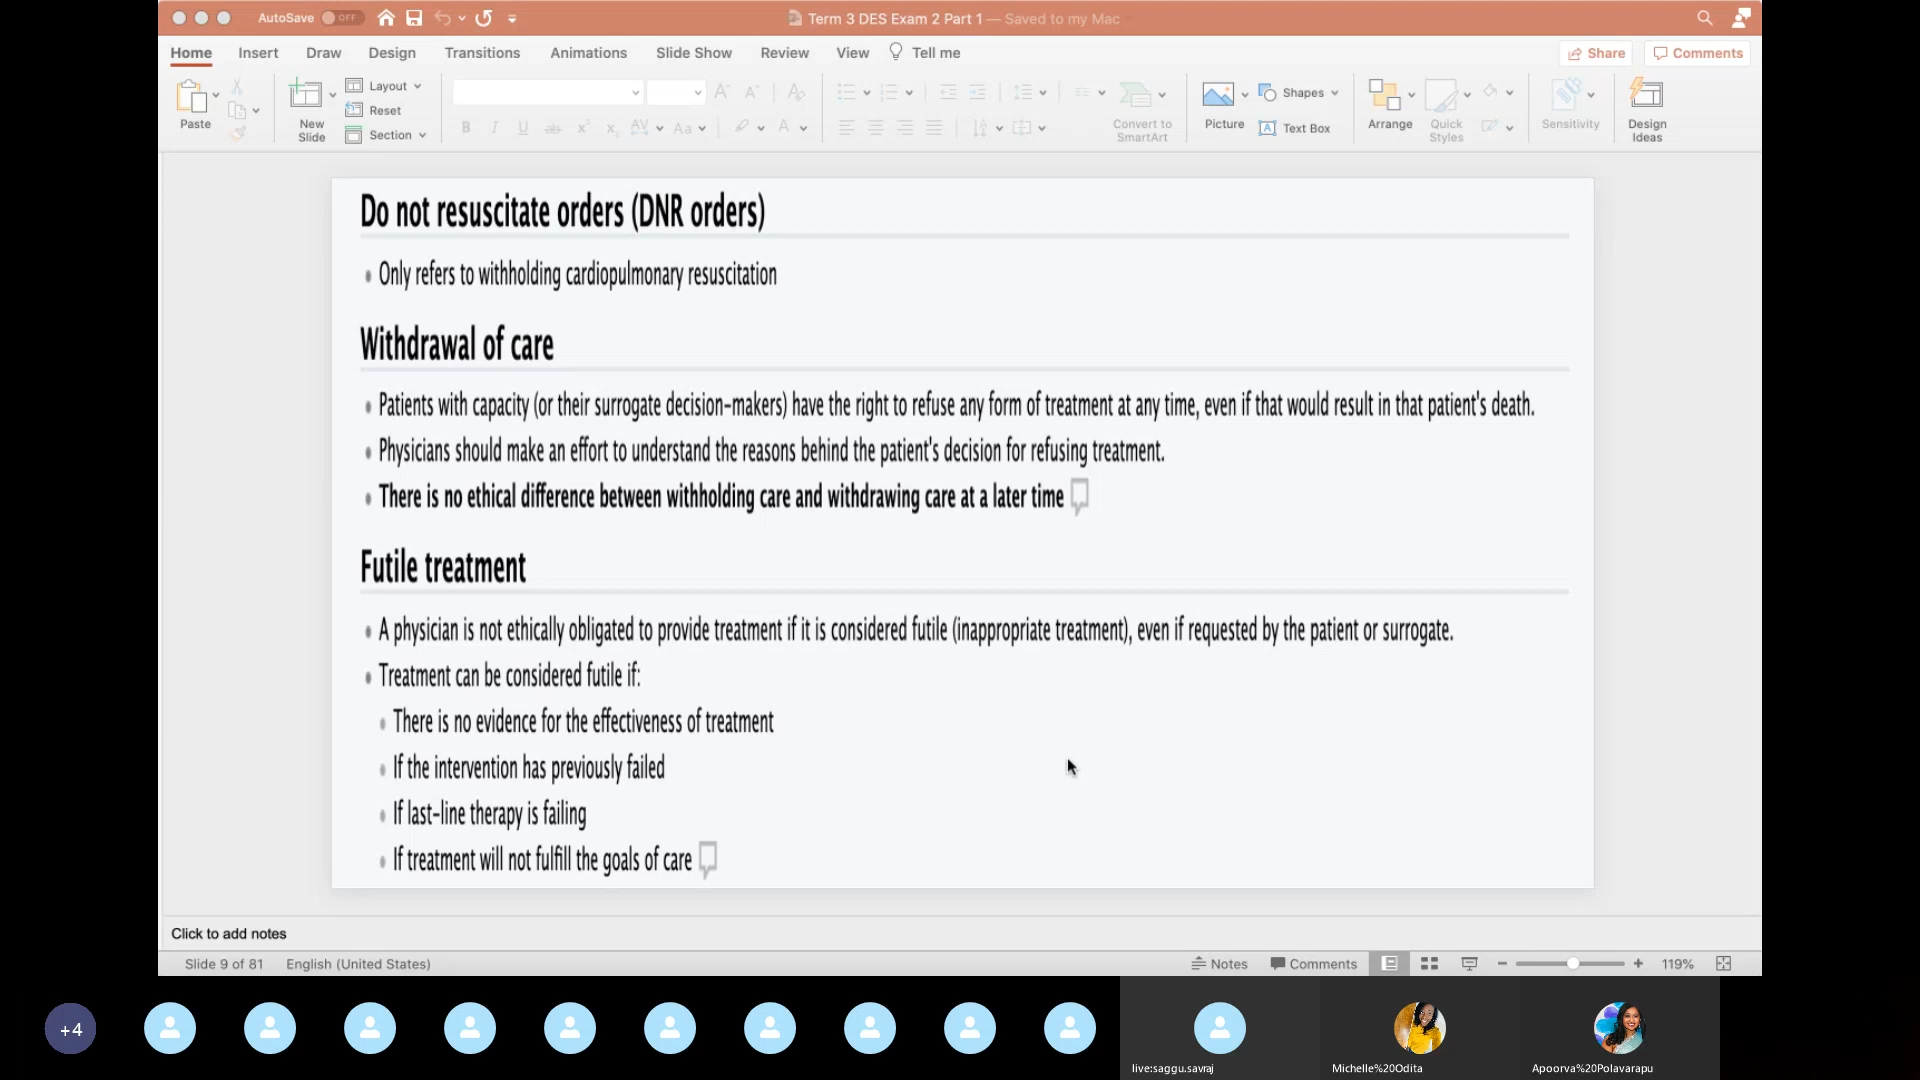 AutoSave OFF
Term 3 DES Exam 2 Part 1 — Saved to my Mac
Home Insert Draw Design Transitions Animations Slide Show Review View Tell me Share Comments
Paste
New Slide
Layout
Reset
Section
Convert to SmartArt
Picture
Shapes
Text Box
Arrange
Quick Styles
Sensitivity
Design Ideas
Do not resuscitate orders (DNR orders)
Only refers to withholding cardiopulmonary resuscitation
Withdrawal of care
Patients with capacity (or their surrogate decision-makers) have the right to refuse any form of treatment at any time, even if that would result in that patient's death.
Physicians should make an effort to understand the reasons behind the patient's decision for refusing treatment.
There is no ethical difference between withholding care and withdrawing care at a later time
Futile treatment
A physician is not ethically obligated to provide treatment if it is considered futile (inappropriate treatment), even if requested by the patient or surrogate.
Treatment can be considered futile if:
There is no evidence for the effectiveness of treatment
If the intervention has previously failed
If last-line therapy is failing
If treatment will not fulfill the goals of care
Click to add notes
Slide 9 of 81 English (United States) Notes Comments 119%
+4
live:saggu.savraj Michelle%20Odita Apoorva%20Polavarapu